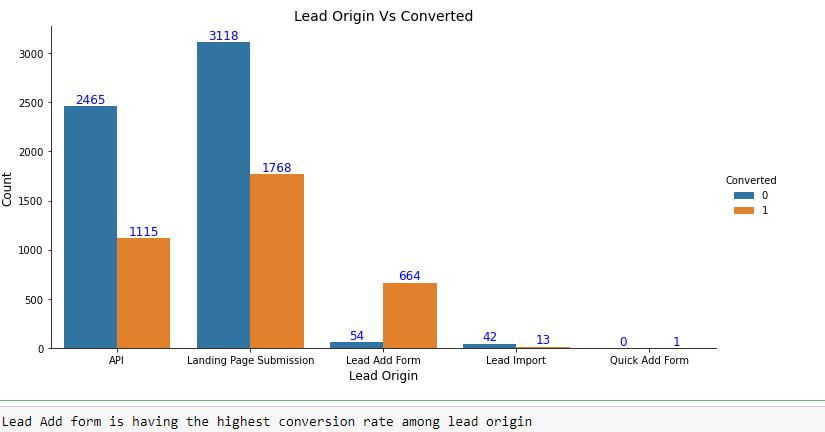 Lead Origin Vs Converted
3118
3000
2465
2500
2000
1768
1500
1115
1000
664
500
54
42
13
0
1
0
Count
API
Landing Page Submission
Lead Add Form
Lead Import
Quick Add Form
Lead Origin
Converted
0
1
Lead Add form is having the highest conversion rate among lead origin